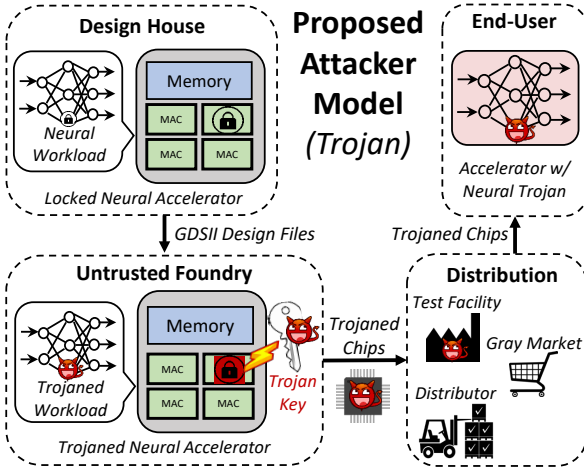 Design House
Memory
MAC
MAC
MAC
Neural
Workload
Locked Neural Accelerator
Proposed
Attacker
Model
(Trojan)
End-User
Accelerator w/
Neural Trojan
GDSII Design Files
Trojaned Chips
Untrusted Foundry
Memory
MAC
MAC
MAC
Trojaned
Workload
Trojan
Key
Trojaned Neural Accelerator
Trojaned
Chips
Distribution
Test Facility
Gray Market
Distributor